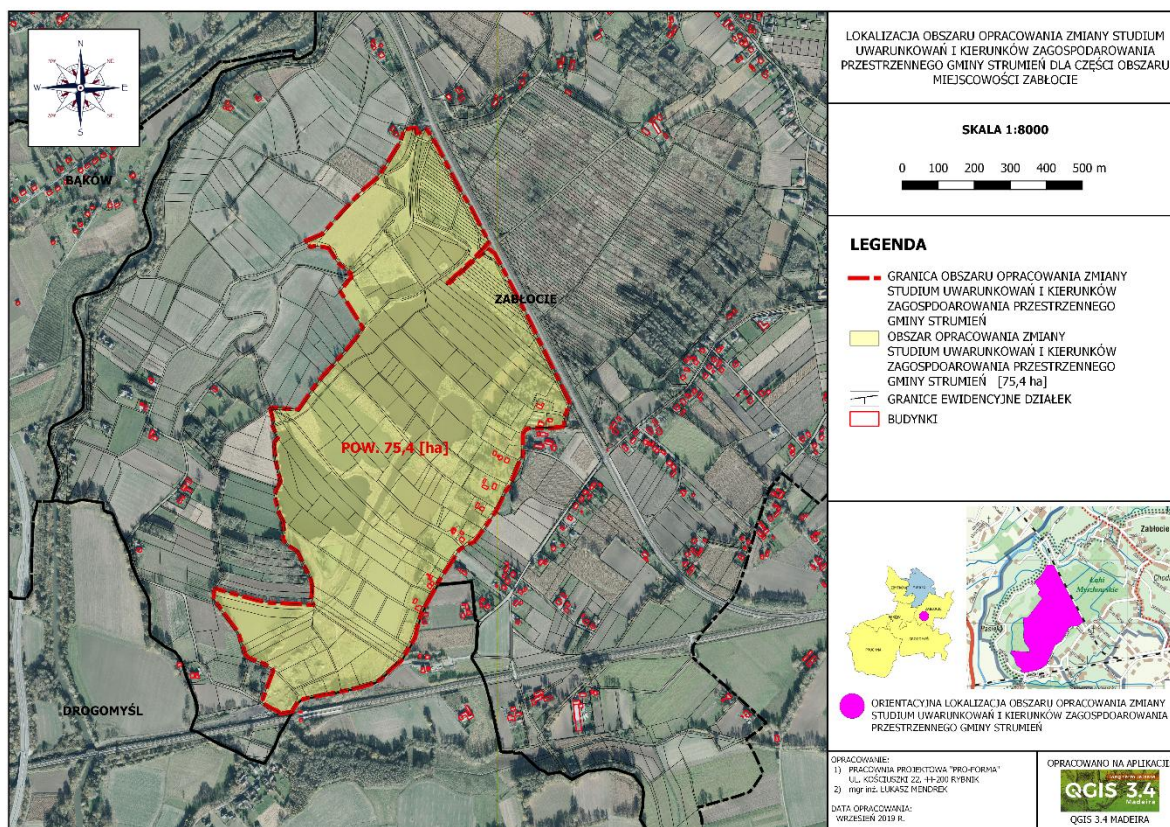 N
W
E
S
BĄKÓW
ZABŁOCIE
POW. 75,4 [ha]
DROGOMYŚL
LOKALIZACJA OBSZARU OPRACOWANIA ZMIANY STUDIUM
UWARUNKOWAŃ I KIERUNKÓW ZAGOSPODAROWANIA
PRZESTRZENNEGO GMINY STRUMIEŃ DLA CZĘŚCI OBSZARU
MIEJSCOWOŚCI ZABŁOCIE
SKALA 1:8000
0 100 200 300 400 500 m
LEGENDA
GRANICA OBSZARU OPRACOWANIA ZMIANY
STUDIUM UWARUNKOWAŃ I KIERUNKÓW
ZAGOSPDOAROWANIA PRZESTRZENNEGO
GMINY STRUMIEŃ
OBSZAR OPRACOWANIA ZMIANY
STUDIUM UWARUNKOWAŃ I KIERUNKÓW
ZAGOSPDOAROWANIA PRZESTRZENNEGO
GMINY STRUMIEŃ [75,4 ha]
GRANICE EWIDENCYJNE DZIAŁEK
BUDYNKI
Zabłocie
Łąki
ORIENTACYJNA LOKALIZACJA OBSZARU OPRACOWANIA ZMIANY
STUDIUM UWARUNKOWAŃ I KIERUNKÓW ZAGOSPDOAROWANIA
PRZESTRZENNEGO GMINY STRUMIEŃ
OPRACOWANIE:
1) PRACOWNIA PROJEKTOWA "PRO-FORMA"
UL. KOŚCIUSZKI 22, 44-200 RYBNIK
2) mgr inż. ŁUKASZ MENDREK
DATA OPRACOWANIA:
WRZESIEŃ 2019 R.
OPRACOWANO NA APLIKACJI
QGIS 3.4
Madeira
QGIS 3.4 MADEIRA